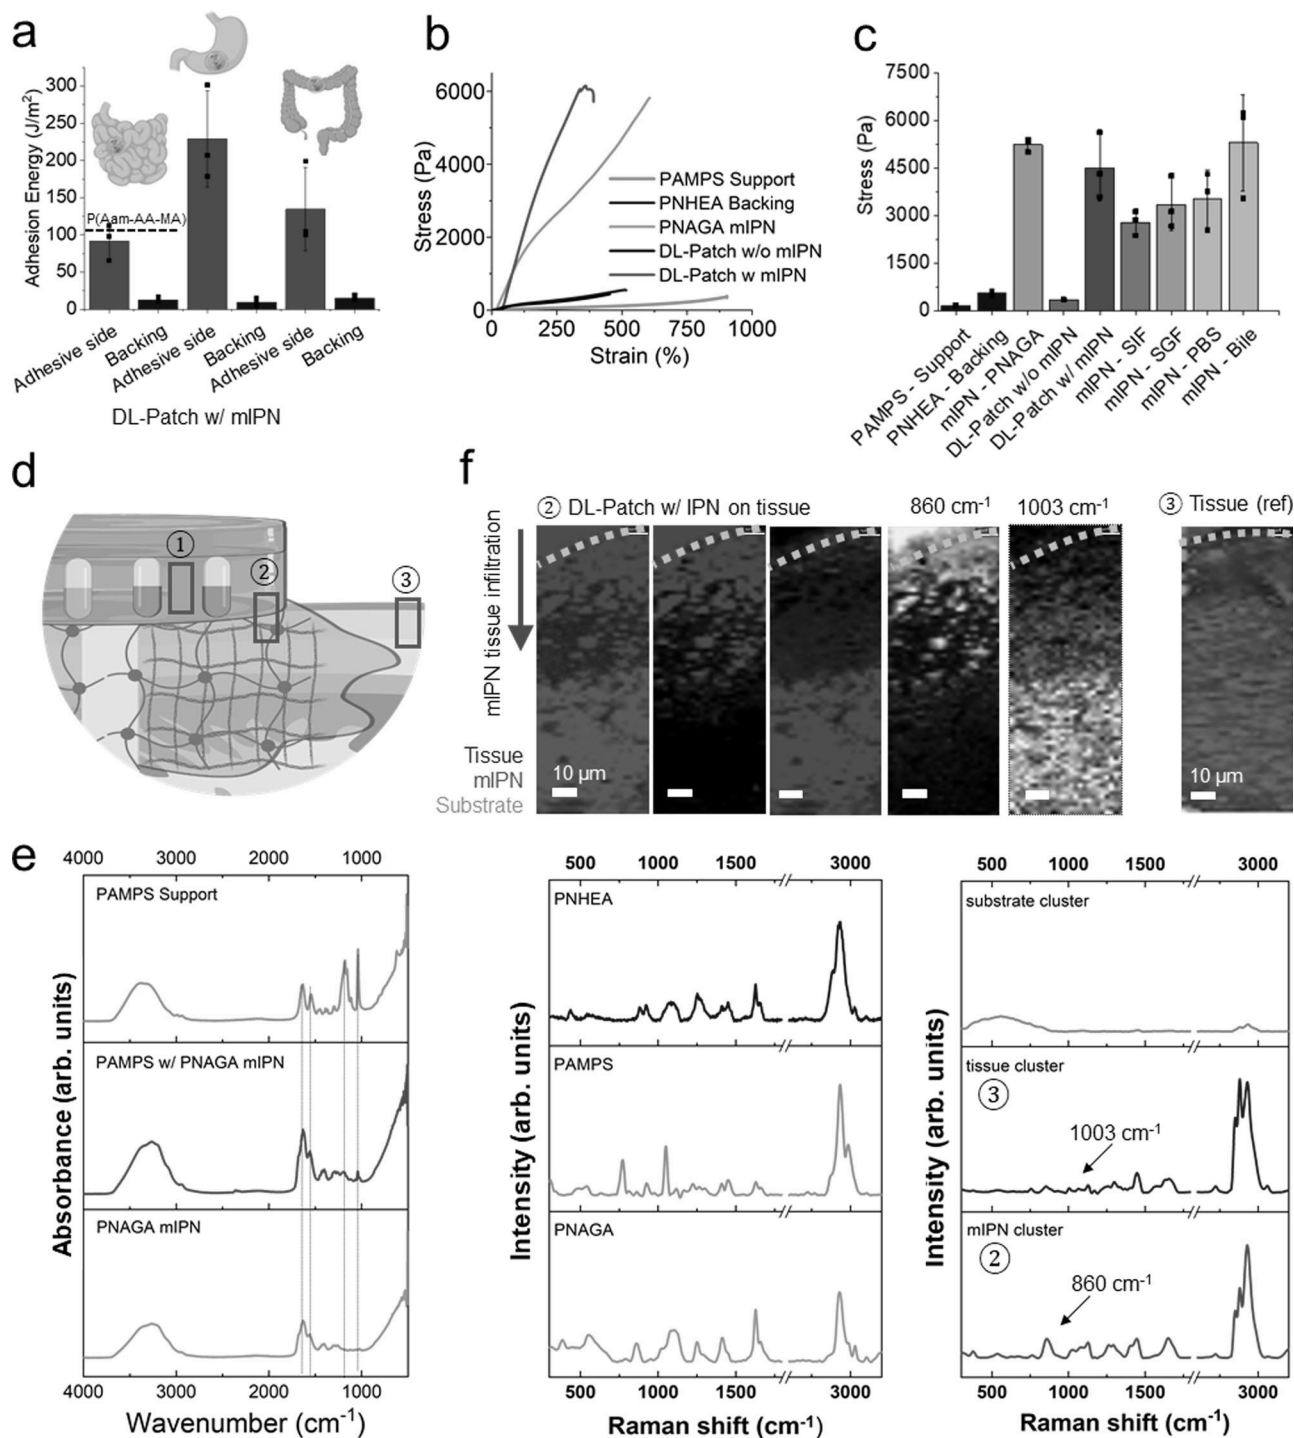 a
Adhesion Energy (J/m²)
300
250
200
150
100
50
0
P(Aam-AA-MA)
Adhesive side
Backing
Adhesive side
Backing
Adhesive side
Backing
DL-Patch w/ mIPN
b
Stress (Pa)
6000
4000
2000
0
PAMPS Support
PNHEA Backing
PNAGA mIPN
DL-Patch w/o mIPN
DL-Patch w mIPN
0 250 500 750 1000
Strain (%)
c
Stress (Pa)
7500
6000
4500
3000
1500
0
PAMPS - Support
PNHEA - Backing
mIPN - PNAGA
DL-Patch w/o mIPN
DL-Patch w/ mIPN
mIPN - SIF
mIPN - SGF
mIPN - PBS
mIPN - Bile
d
①
②
③
f
② DL-Patch w/ IPN on tissue
860 cm⁻¹
1003 cm⁻¹
③ Tissue (ref)
mIPN tissue infiltration
Tissue
mIPN
Substrate
10 µm
10 µm
e
4000 3000 2000 1000
PAMPS Support
PAMPS w/ PNAGA mIPN
PNAGA mIPN
Absorbance (arb. units)
4000 3000 2000 1000
Wavenumber (cm⁻¹)
500 1000 1500 3000
PNHEA
PAMPS
PNAGA
Intensity (arb. units)
500 1000 1500 3000
Raman shift (cm⁻¹)
500 1000 1500 3000
substrate cluster
tissue cluster
③
1003 cm⁻¹
mIPN cluster
②
860 cm⁻¹
Intensity (arb. units)
500 1000 1500 3000
Raman shift (cm⁻¹)